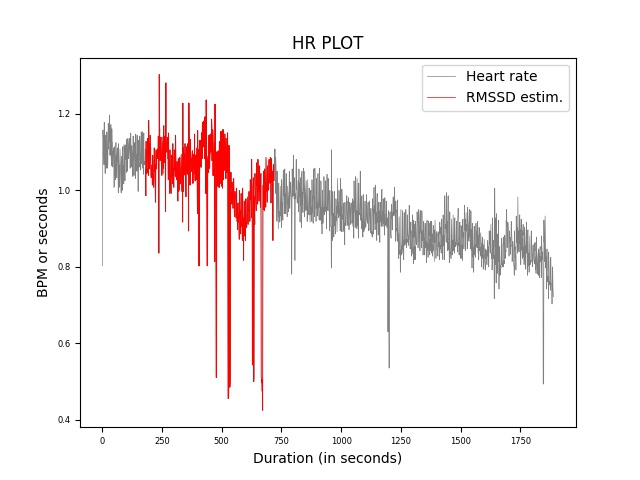 HR PLOT
Heart rate
RMSSD estim.
BPM or seconds
1.2
1.0
0.8
0.6
0.4
0 250 500 750 1000 1250 1500 1750
Duration (in seconds)